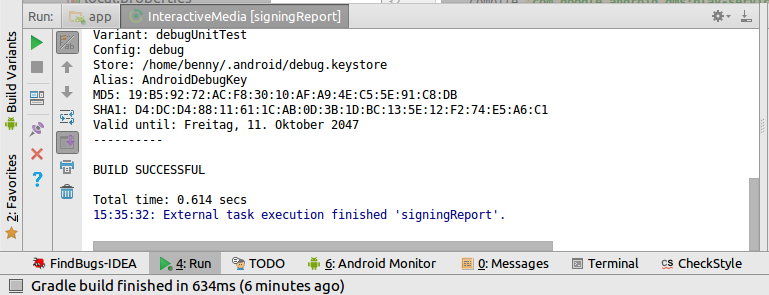 Run:
app
InteractiveMedia [signingReport]
Variant: debugUnitTest
Config: debug
Store: /home/benny/.android/debug.keystore
Alias: AndroidDebugKey
MD5: 19:B5:92:72:AC:F8:30:10:AF:A9:4E:C5:5E:91:C8:DB
SHA1: D4:DC:D4:88:11:61:1C:AB:0D:3B:1D:BC:13:5E:12:F2:74:E5:A6:C1
Valid until: Freitag, 11. Oktober 2047
----------
BUILD SUCCESSFUL
Total time: 0.614 secs
15:35:32: External task execution finished 'signingReport'.
Build Variants
2: Favorites
FindBugs-IDEA
4: Run
TODO
6: Android Monitor
0: Messages
Terminal
CS CheckStyle
Gradle build finished in 634ms (6 minutes ago)